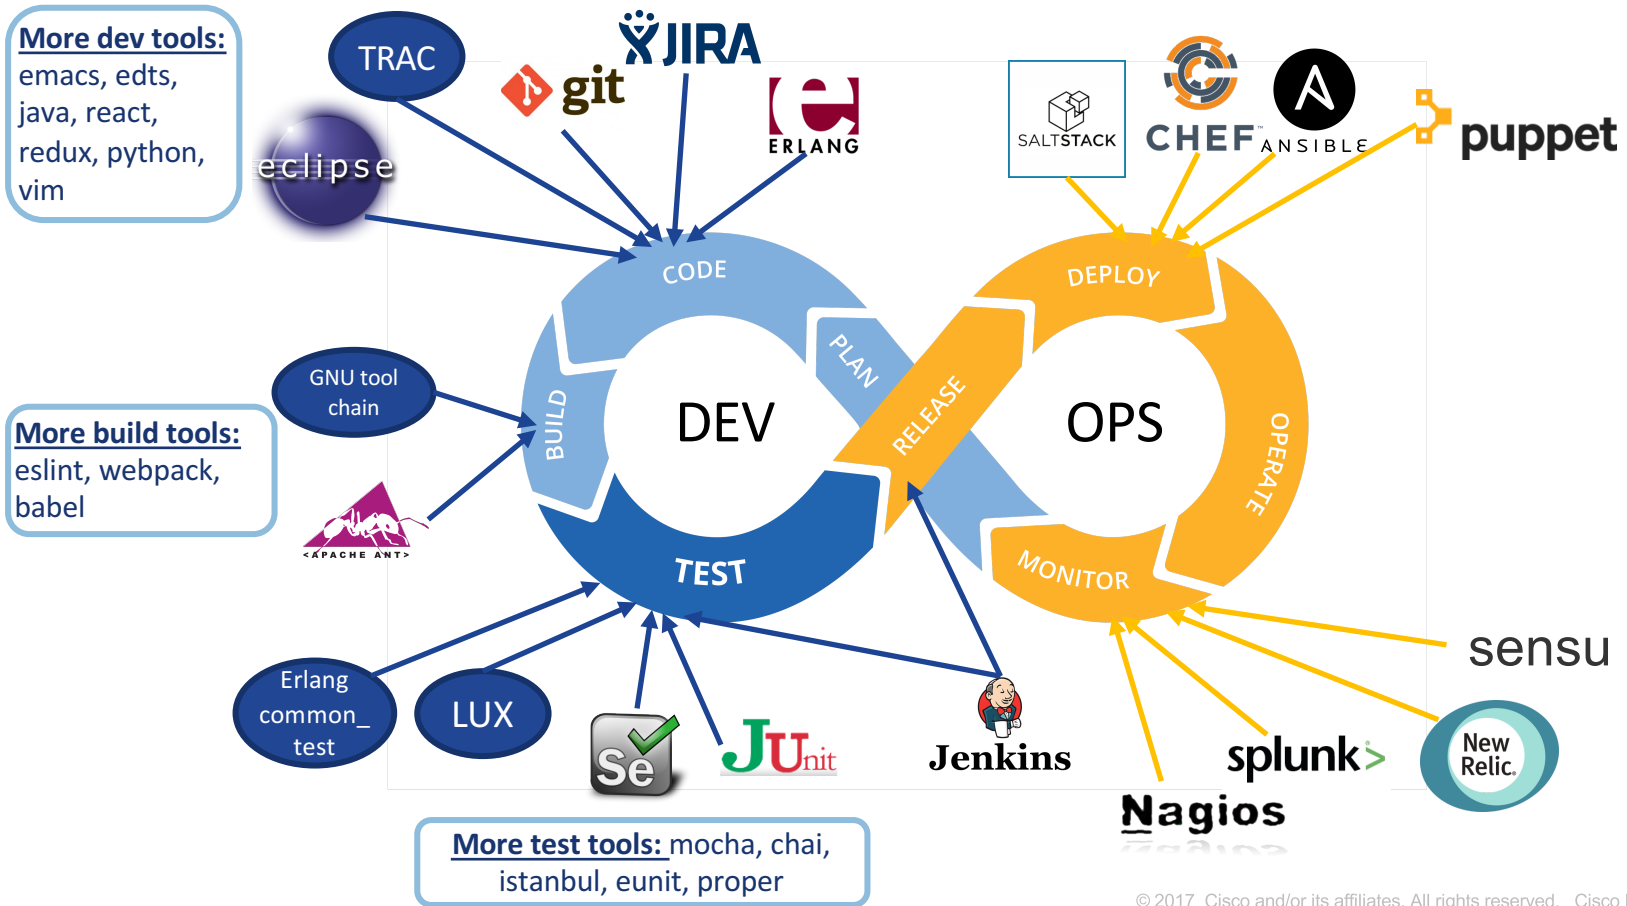 More dev tools:
emacs, edts,
java, react,
redux, python,
vim
TRAC
git
JIRA
e
ERLANG
eclipse
SALTSTACK
CHEF™
A
ANSIBLE
puppet
CODE
PLAN
BUILD
DEV
TEST
RELEASE
DEPLOY
OPS
OPERATE
MONITOR
GNU tool
chain
More build tools:
eslint, webpack,
babel
<APACHE ANT>
Erlang
common_
test
LUX
Se
JUnit
Jenkins
Nagios
splunk>
sensu
New
Relic.
More test tools: mocha, chai,
istanbul, eunit, proper
© 2017 Cisco and/or its affiliates. All rights reserved. Cisco